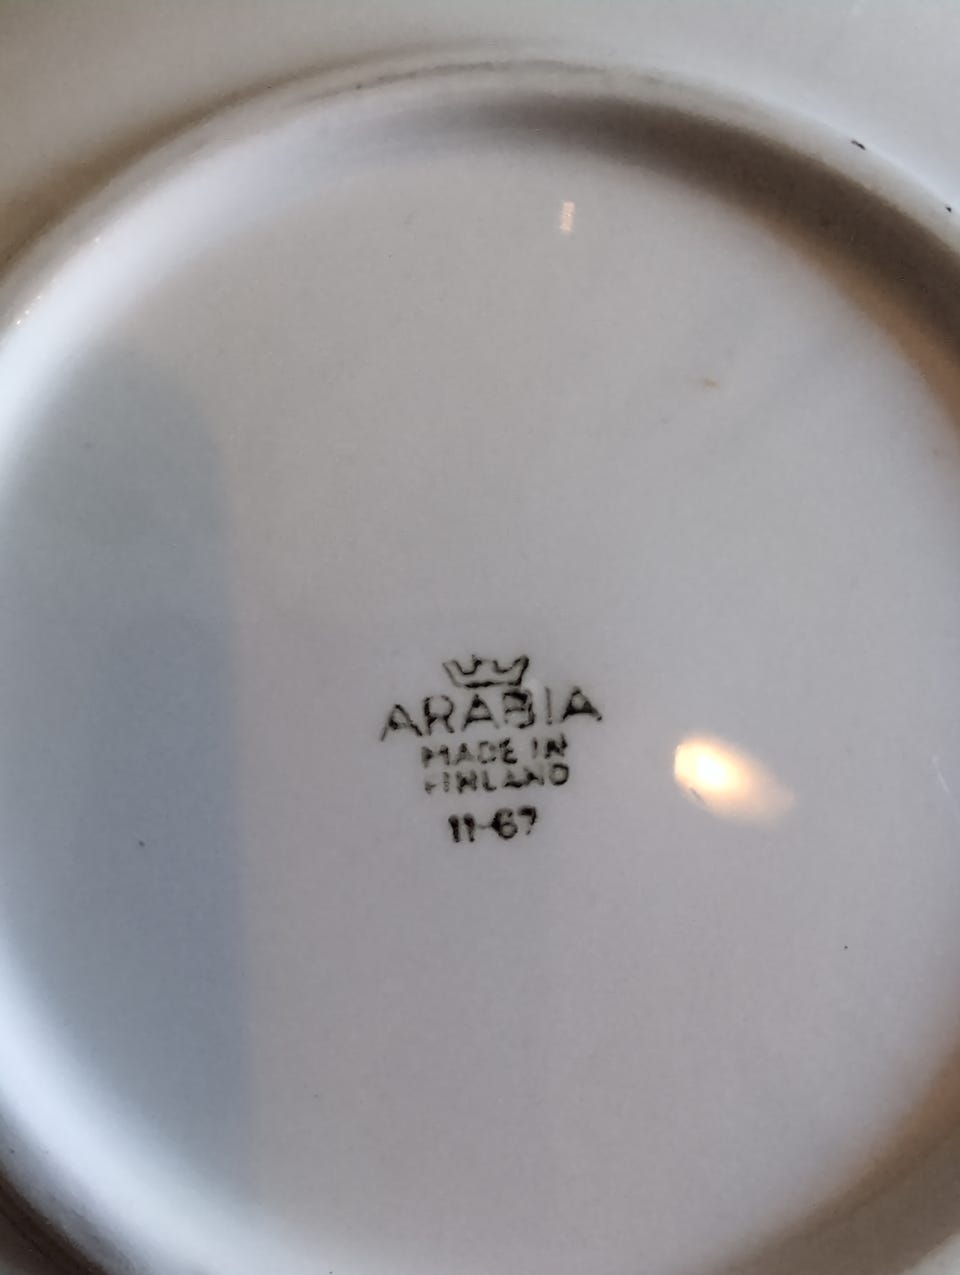 ARABIA
MADE IN
FINLAND
11-67